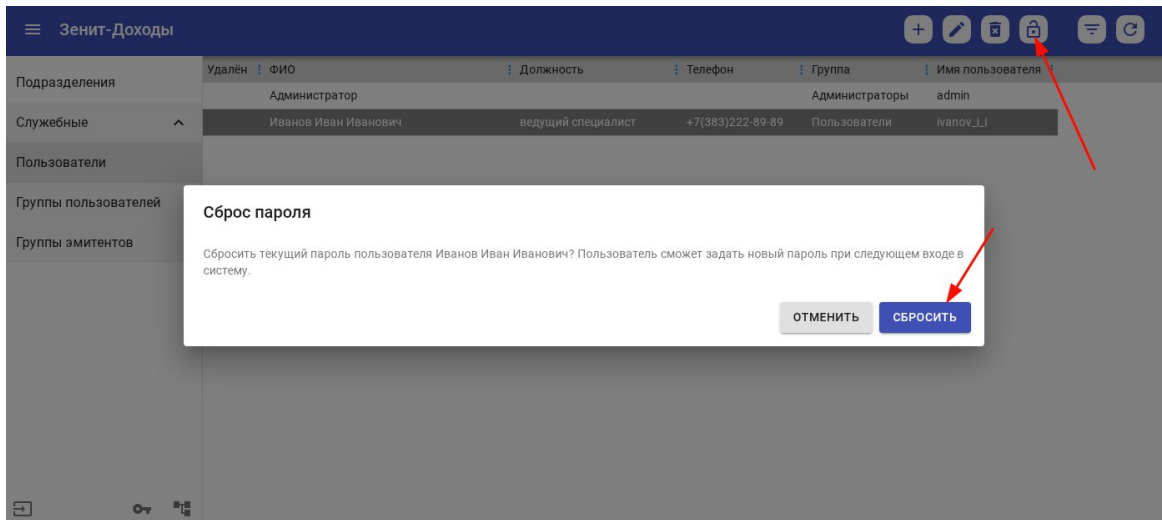 Зенит-Доходы
Подразделения
Служебные
Пользователи
Группы пользователей
Группы эмитентов
Удалён ФИО Должность Телефон Группа Имя пользователя
Администратор Администраторы admin
Иванов Иван Иванович ведущий специалист +7(383)222-89-89 Пользователи ivanov_i_i
Сброс пароля
Сбросить текущий пароль пользователя Иванов Иван Иванович? Пользователь сможет задать новый пароль при следующем входе в
систему.
ОТМЕНИТЬ СБРОСИТЬ